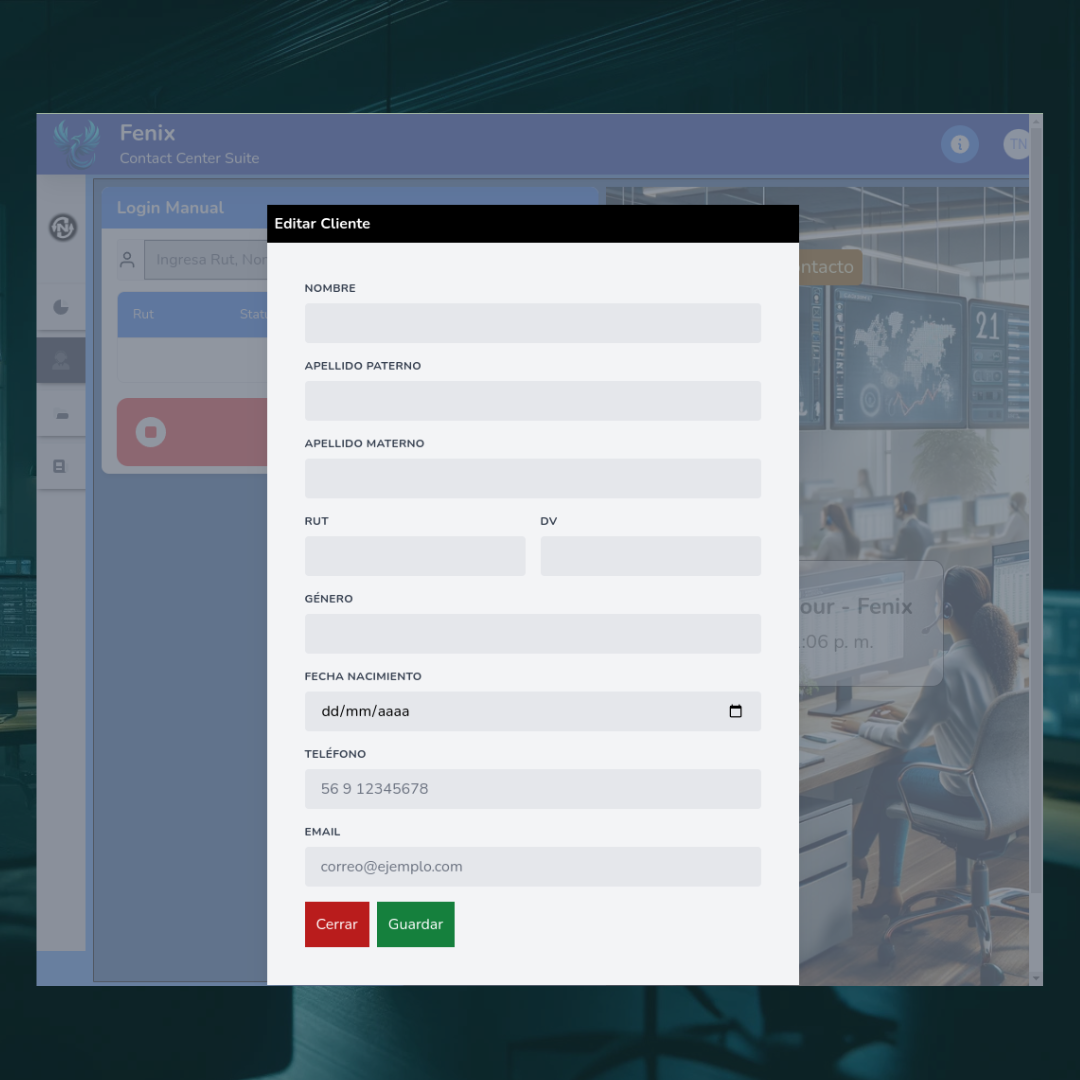 Fenix
Contact Center Suite
TN
Login Manual
Editar Cliente
Ingresa Rut, Nor
ntacto
Rut
Statu
21
NOMBRE
APELLIDO PATERNO
APELLIDO MATERNO
RUT
DV
GÉNERO
our - Fenix
:06 p. m.
FECHA NACIMIENTO
dd/mm/aaaa
TELÉFONO
56 9 12345678
EMAIL
correo@ejemplo.com
Cerrar
Guardar